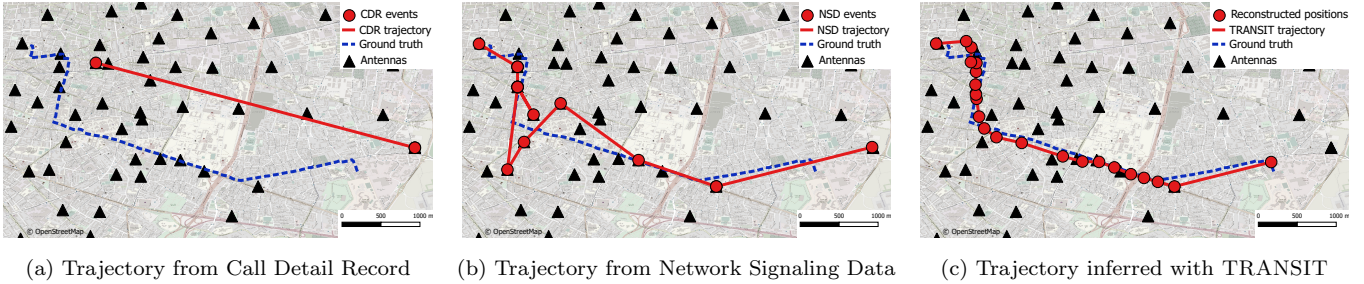 CDR events
CDR trajectory
Ground truth
Antennas
0 500 1000 m
© OpenStreetMap
NSD events
NSD trajectory
Ground truth
Antennas
0 500 1000 m
© OpenStreetMap
Reconstructed positions
TRANSIT trajectory
Ground truth
Antennas
0 500 1000 m
© OpenStreetMap
(a) Trajectory from Call Detail Record
(b) Trajectory from Network Signaling Data
(c) Trajectory inferred with TRANSIT